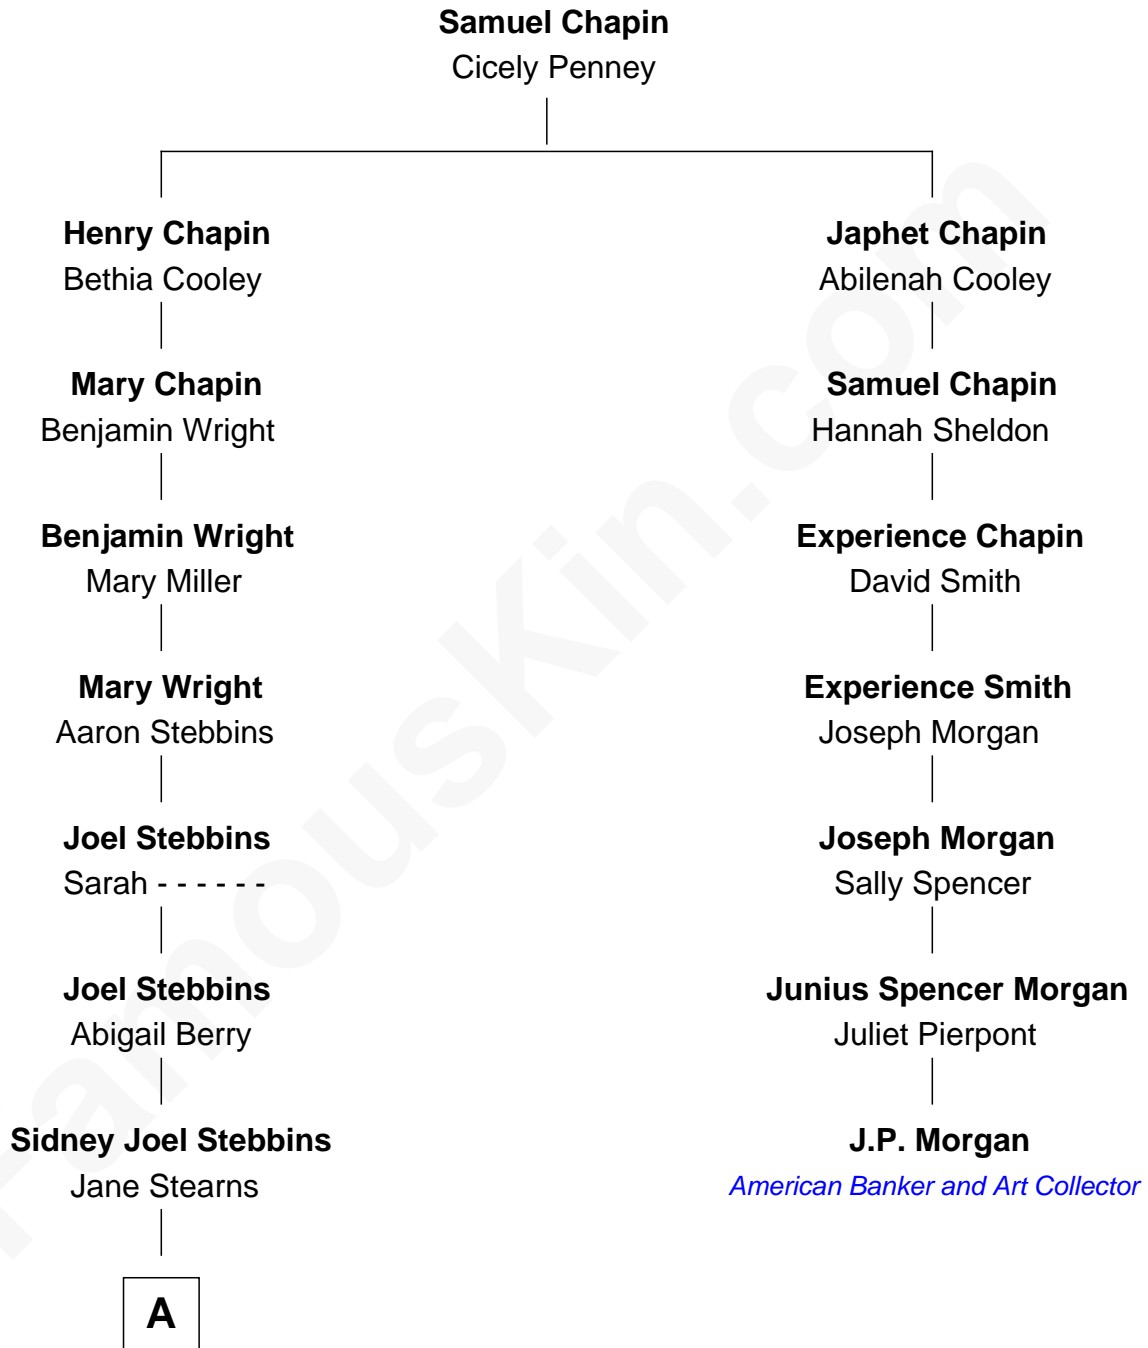 Samuel Chapin
Cicely Penney
Henry Chapin
Bethia Cooley
Japhet Chapin
Abilenah Cooley
Mary Chapin
Benjamin Wright
Samuel Chapin
Hannah Sheldon
Benjamin Wright
Mary Miller
Experience Chapin
David Smith
Mary Wright
Aaron Stebbins
Experience Smith
Joseph Morgan
Joel Stebbins
Sarah - - - - - -
Joseph Morgan
Sally Spencer
Joel Stebbins
Abigail Berry
Junius Spencer Morgan
Juliet Pierpont
Sidney Joel Stebbins
Jane Stearns
J.P. Morgan
American Banker and Art Collector
A
FamousKin.com